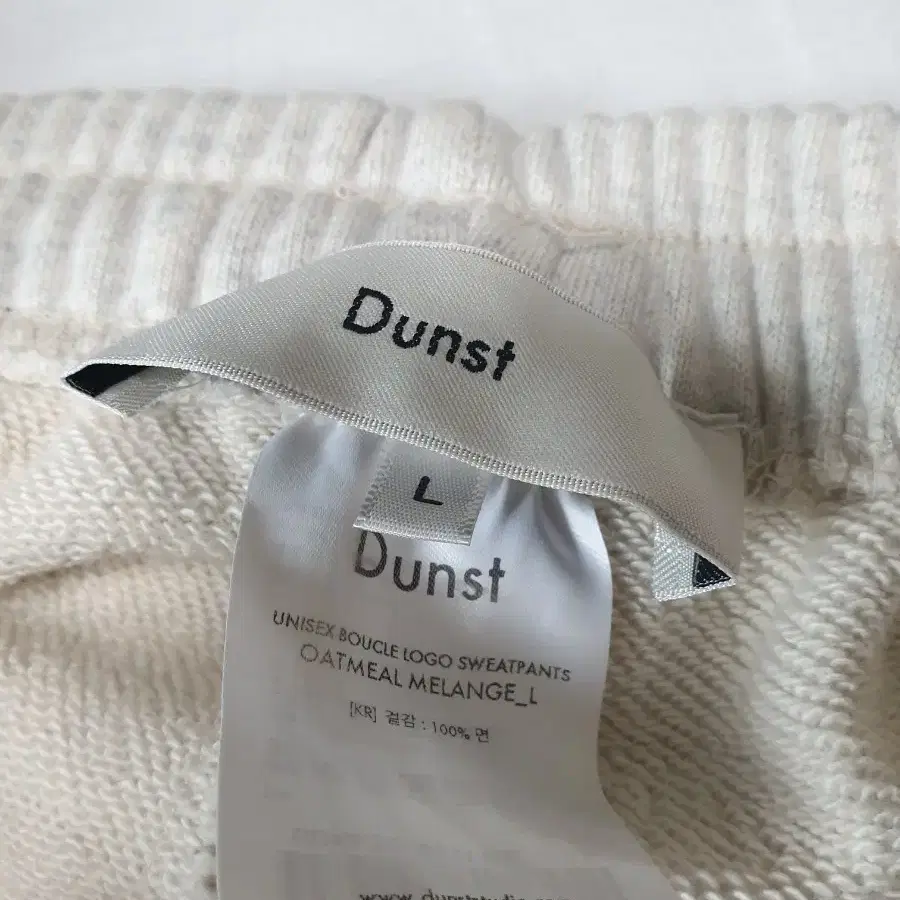 Dunst
L
Dunst
UNISEX BOUCLE LOGO SWEATPANTS
OATMEAL MELANGE_L
[KR] 겉감 : 100% 면